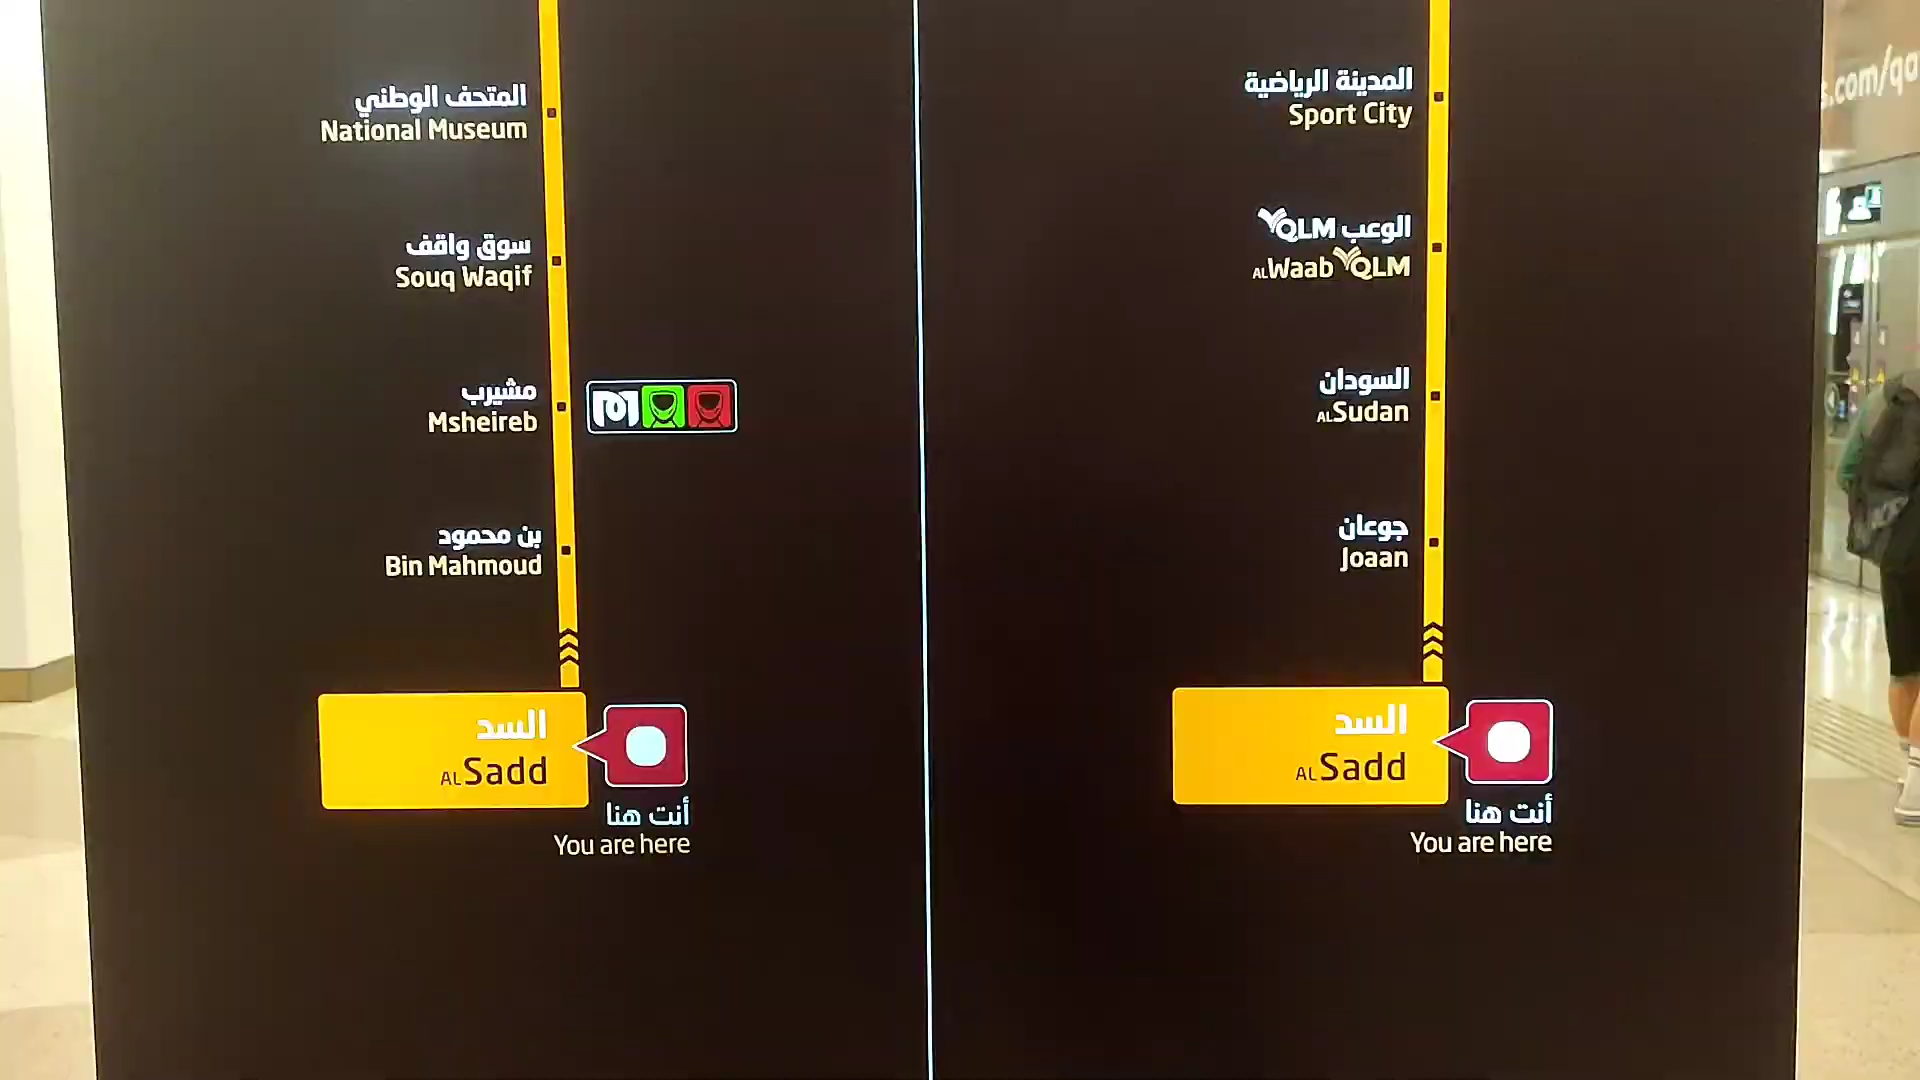 المتحف الوطني
National Museum
سوق واقف
Souq Waqif
مشيرب
Msheireb
بن محمود
Bin Mahmoud
السد
AL Sadd
أنت هنا
You are here
المدينة الرياضية
Sport City
الوعب QLM
AL Waab QLM
السودان
AL Sudan
جوعان
Joaan
السد
AL Sadd
أنت هنا
You are here
s.com/qa